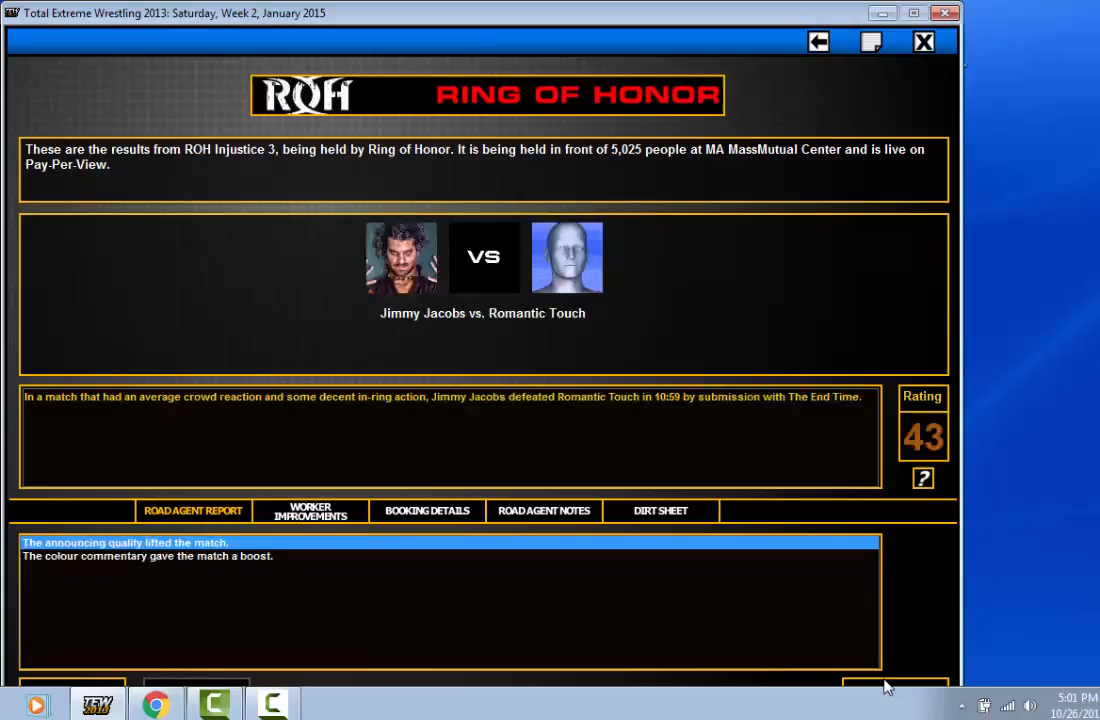 Total Extreme Wrestling 2013: Saturday, Week 2, January 2015
ROH RING OF HONOR
These are the results from ROH Injustice 3, being held by Ring of Honor. It is being held in front of 5,025 people at MA MassMutual Center and is live on
Pay-Per-View.
VS
Jimmy Jacobs vs. Romantic Touch
In a match that had an average crowd reaction and some decent in-ring action, Jimmy Jacobs defeated Romantic Touch in 10:59 by submission with The End Time.
Rating
43
?
ROAD AGENT REPORT
WORKER
IMPROVEMENTS
BOOKING DETAILS
ROAD AGENT NOTES
DIRT SHEET
The announcing quality lifted the match.
The colour commentary gave the match a boost.
TEW
2013
5:01 PM
10/26/201